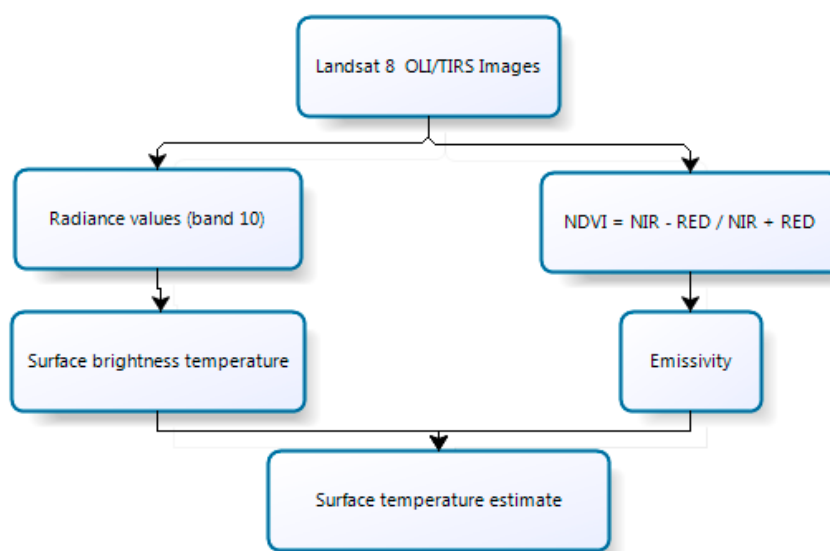 Landsat 8 OLI/TIRS Images
Radiance values (band 10)
NDVI = NIR - RED / NIR + RED
Surface brightness temperature
Emissivity
Surface temperature estimate